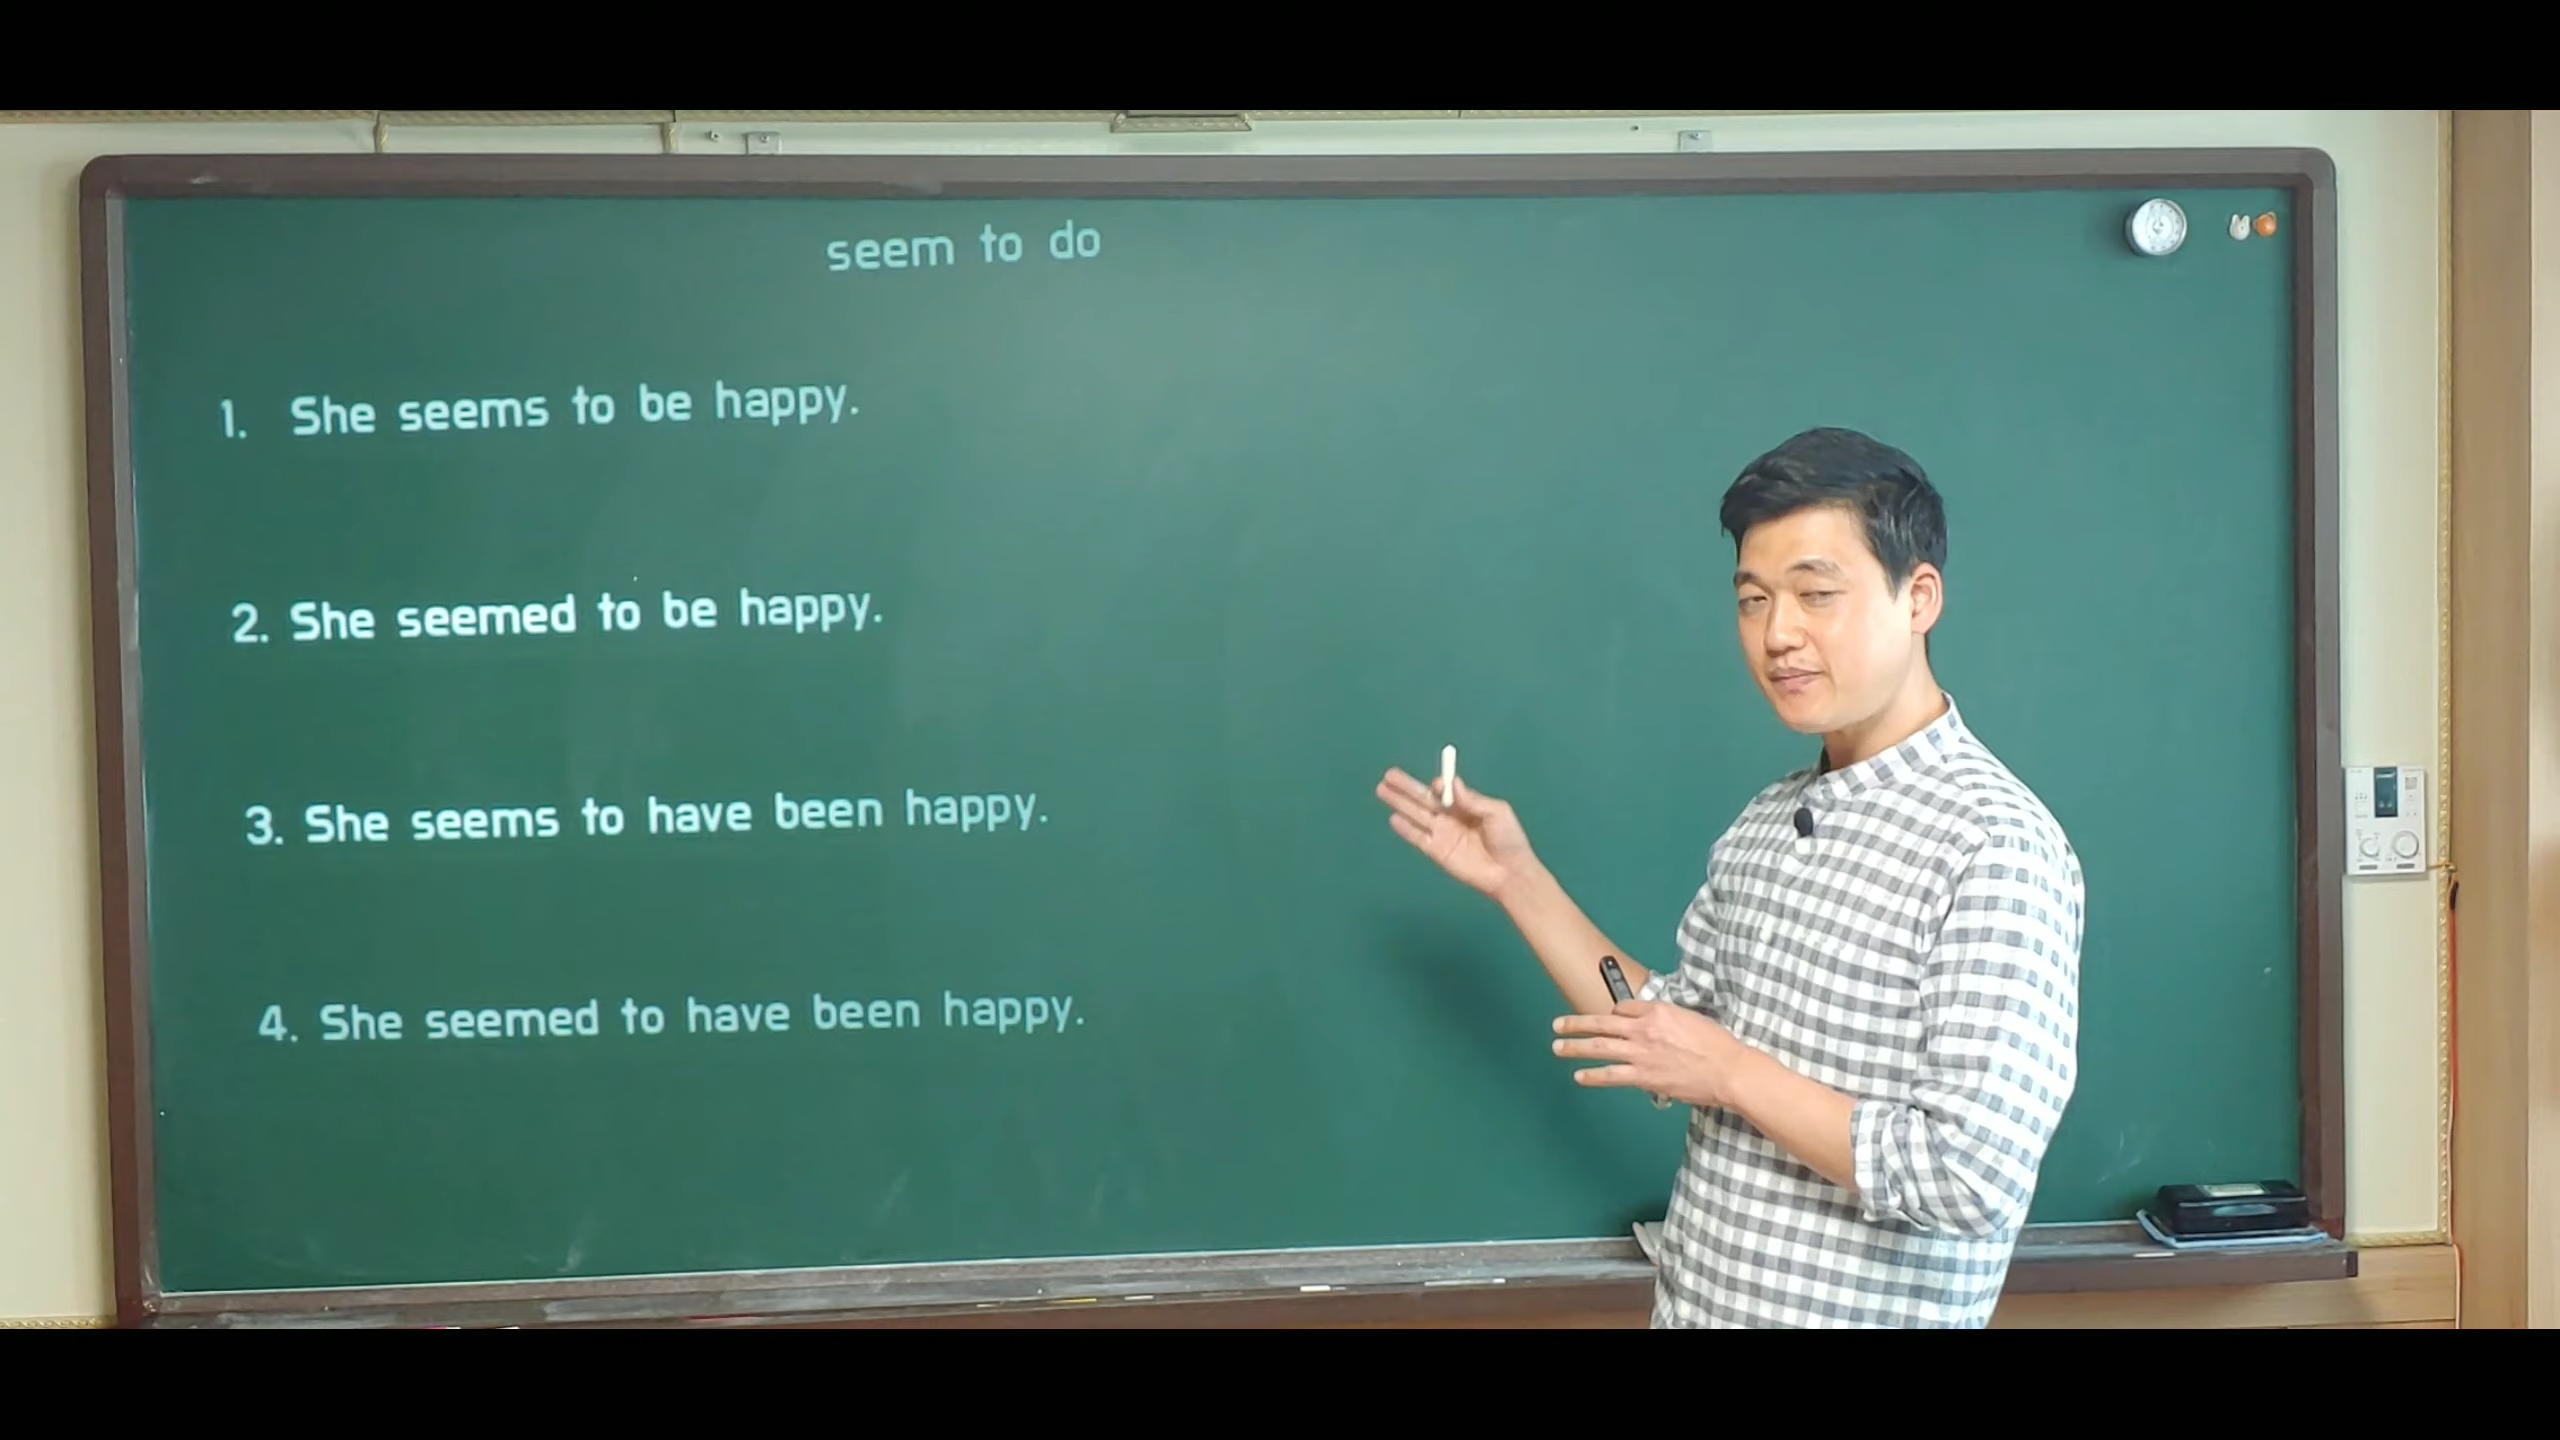 seem to do
1. She seems to be happy.
2. She seemed to be happy.
3. She seems to have been happy.
4. She seemed to have been happy.